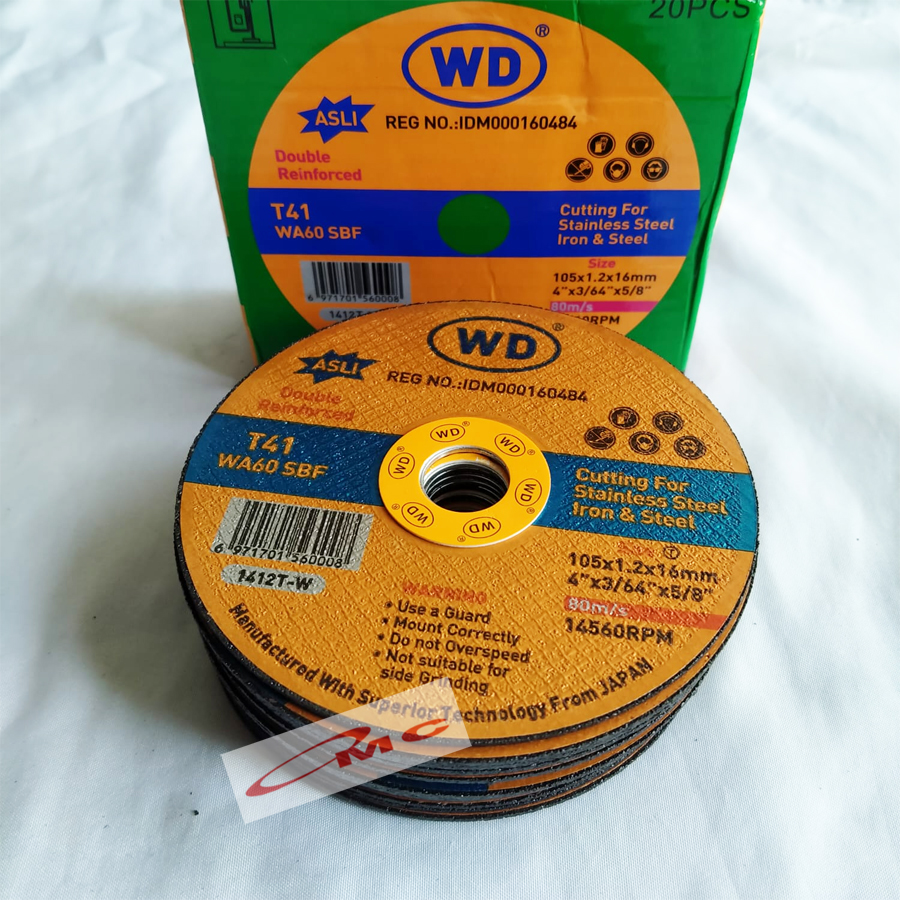 20PCS
WD®
ASLI
REG NO.:IDM000160484
Double
Reinforced
T41
WA60 SBF
Cutting For
Stainless Steel
Iron & Steel
Size
105x1.2x16mm
4"x3/64"x5/8"
80m/s
6 971701 560008
WD®
ASLI
REG NO.:IDM000160484
Double
Reinforced
T41
WA60 SBF
WD® WD® WD® WD® WD® WD®
Cutting For
Stainless Steel
Iron & Steel
6 971701 560008
1412T-W
105x1.2x16mm
4"x3/64"x5/8"
80m/s
14560RPM
WARNING
• Use a Guard
• Mount Correctly
• Do not Overspeed
• Not suitable for
side Grinding
Manufactured With Superior Technology From JAPAN
CMC